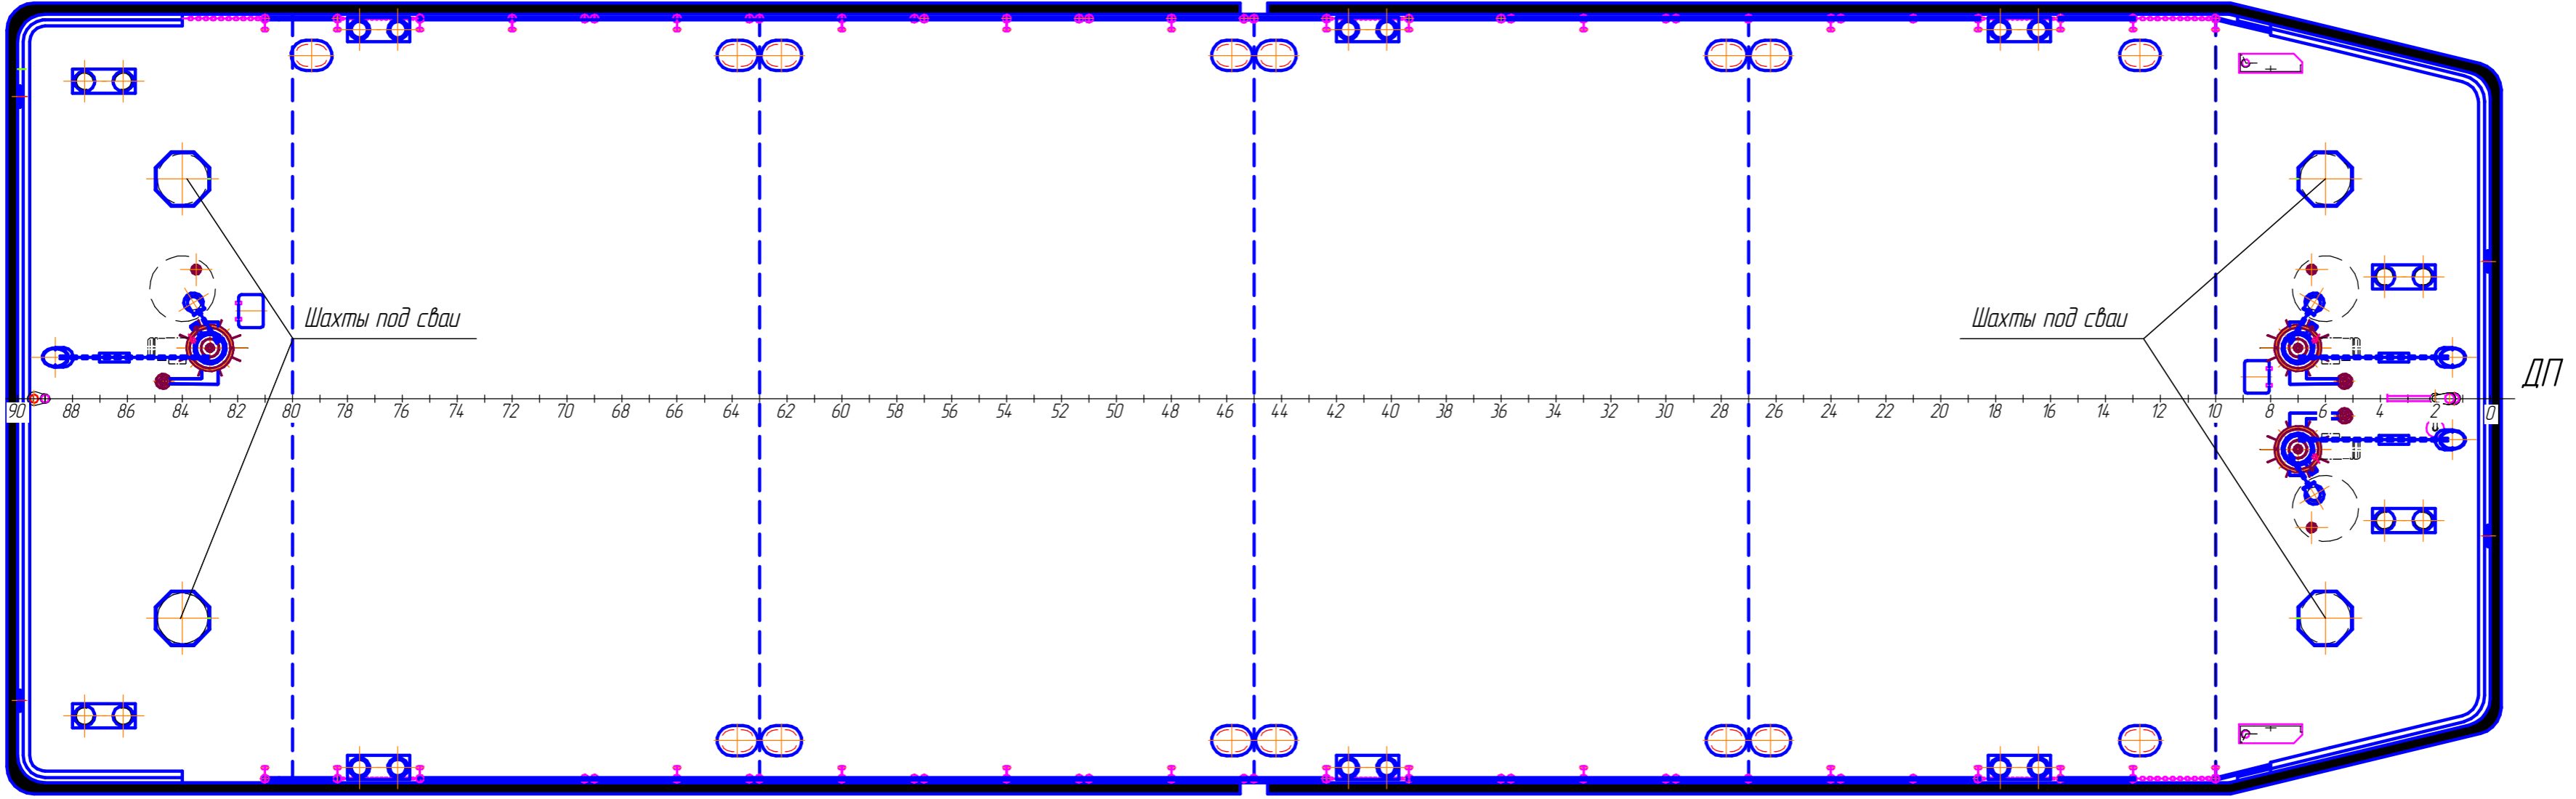 Шахты под сваи
Шахты под сваи
ДП
90 88 86 84 82 80 78 76 74 72 70 68 66 64 62 60 58 56 54 52 50 48 46 44 42 40 38 36 34 32 30 28 26 24 22 20 18 16 14 12 10 8 6 4 2 0